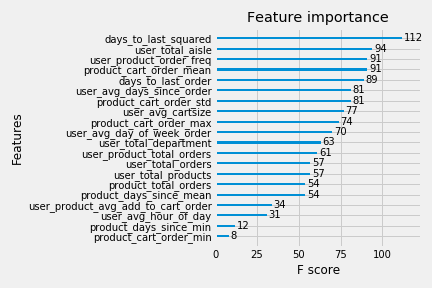 Feature importance
days_to_last_squared 112
user_total_aisle 94
user_product_order_freq 91
product_cart_order_mean 91
days_to_last_order 89
user_avg_days_since_order 81
product_cart_order_std 81
user_avg_cartsize 77
product_cart_order_max 74
user_avg_day_of_week_order 70
user_total_department 63
user_product_total_orders 61
user_total_orders 57
user_total_products 57
product_total_orders 54
product_days_since_mean 54
user_product_avg_add_to_cart_order 34
user_avg_hour_of_day 31
product_days_since_min 12
product_cart_order_min 8
0 25 50 75 100
F score
Features